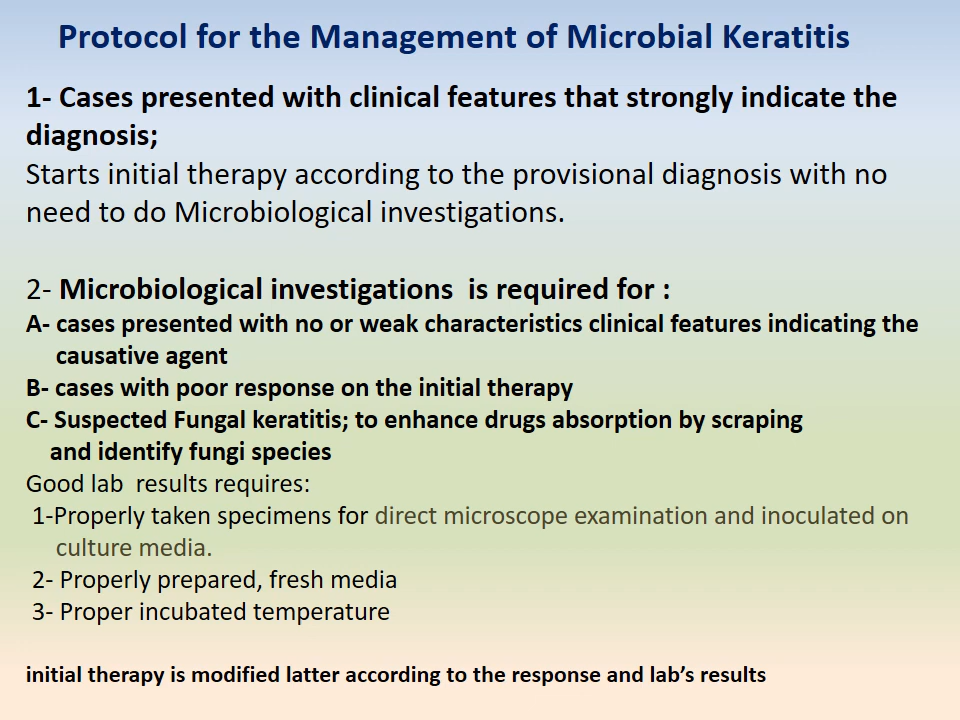 Protocol for the Management of Microbial Keratitis
1- Cases presented with clinical features that strongly indicate the
diagnosis;
Starts initial therapy according to the provisional diagnosis with no
need to do Microbiological investigations.
2- Microbiological investigations  is required for :
A- cases presented with no or weak characteristics clinical features indicating the
causative agent
B- cases with poor response on the initial therapy
C- Suspected Fungal keratitis; to enhance drugs absorption by scraping
and identify fungi species
Good lab  results requires:
1-Properly taken specimens for direct microscope examination and inoculated on
culture media.
2- Properly prepared, fresh media
3- Proper incubated temperature
initial therapy is modified latter according to the response and lab’s results